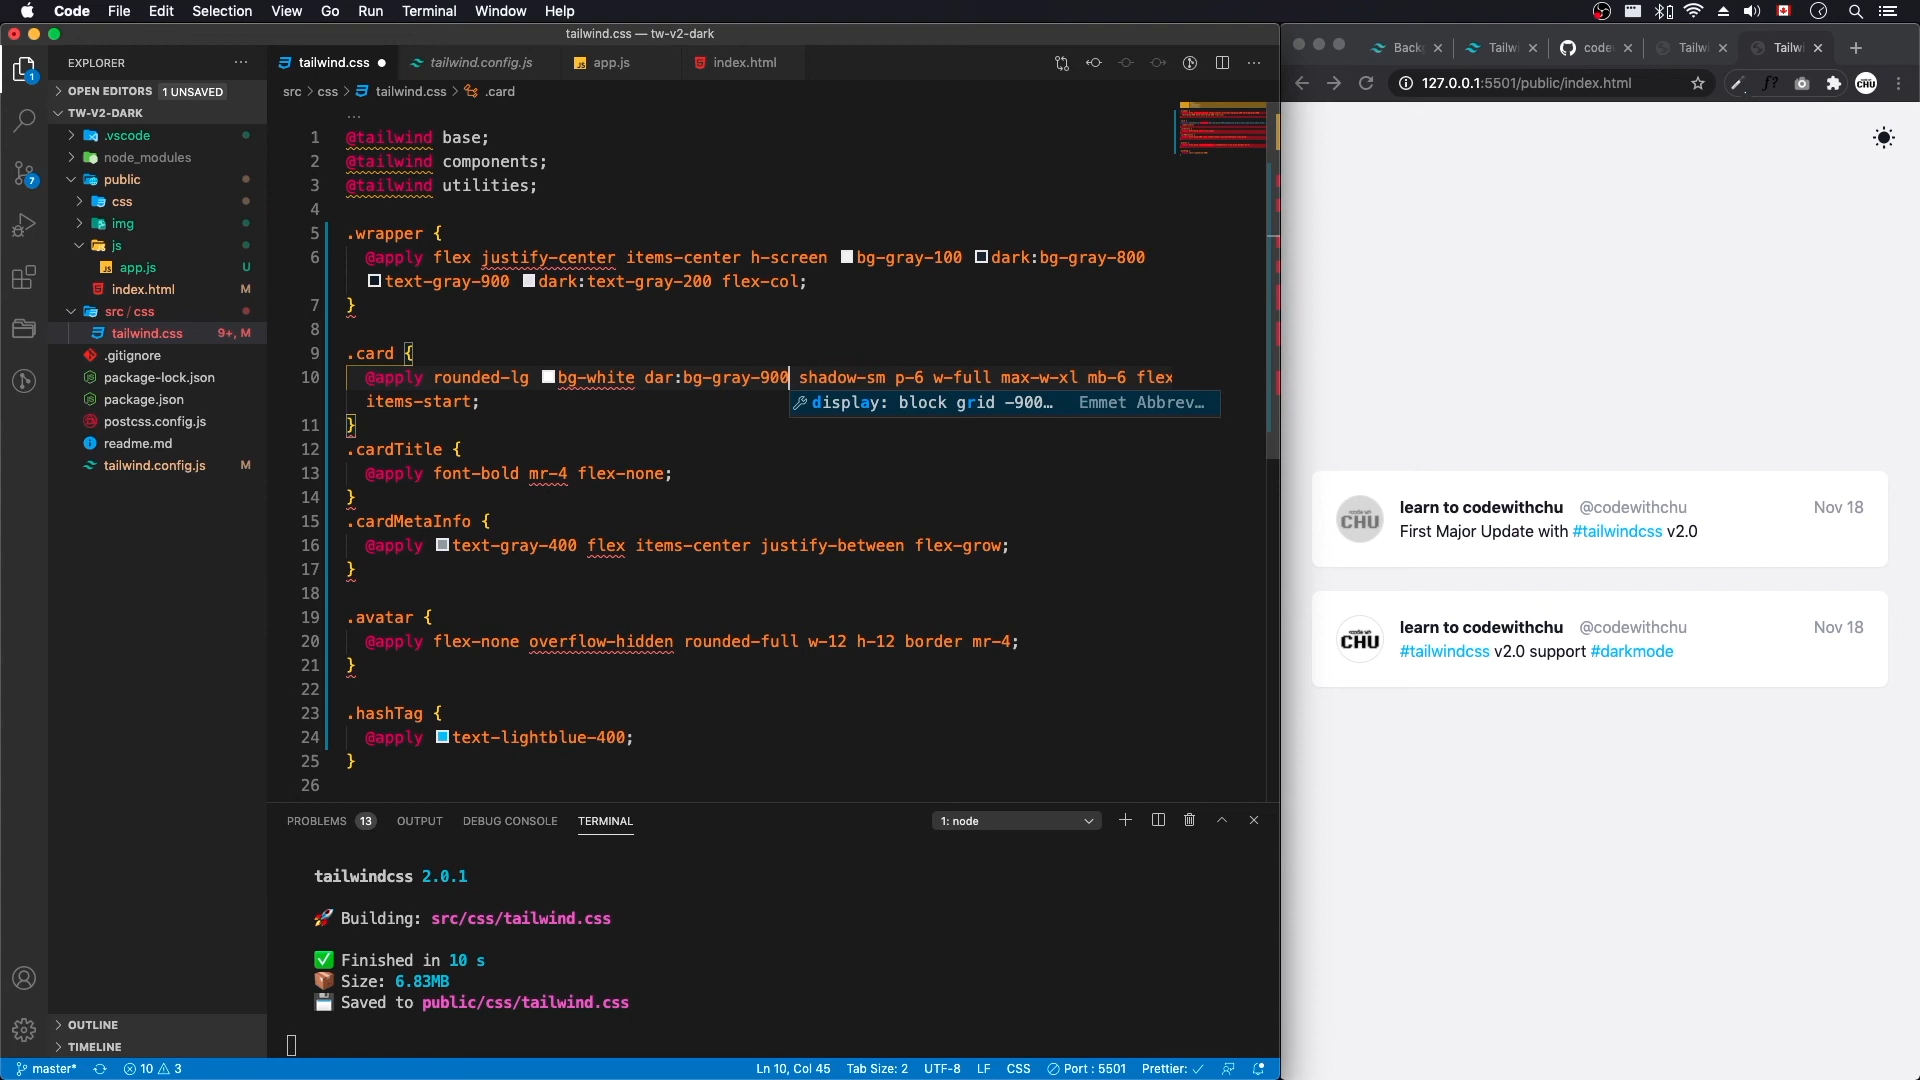 Code File Edit Selection View Go Run Terminal Window Help
tailwind.css — tw-v2-dark
EXPLORER
tailwind.css
tailwind.config.js
app.js
index.html
Tailwi
Tailwi
127.0.0.1:5501/public/index.html
OPEN EDITORS 1 UNSAVED
TW-V2-DARK
.vscode
node_modules
public
css
img
js
app.js U
index.html M
src / css
tailwind.css 9+, M
.gitignore
package-lock.json
package.json
postcss.config.js
readme.md
tailwind.config.js M
OUTLINE
TIMELINE
src > css > tailwind.css > .card
1 @tailwind base;
2 @tailwind components;
3 @tailwind utilities;
4
5 .wrapper {
6 @apply flex justify-center items-center h-screen bg-gray-100 dark:bg-gray-800
text-gray-900 dark:text-gray-200 flex-col;
7 }
8
9 .card {
10 @apply rounded-lg bg-white dar:bg-gray-900 shadow-sm p-6 w-full max-w-xl mb-6 flex
items-start;
display: block grid -900… Emmet Abbrev…
11 }
12 .cardTitle {
13 @apply font-bold mr-4 flex-none;
14 }
15 .cardMetaInfo {
16 @apply text-gray-400 flex items-center justify-between flex-grow;
17 }
18
19 .avatar {
20 @apply flex-none overflow-hidden rounded-full w-12 h-12 border mr-4;
21 }
22
23 .hashTag {
24 @apply text-lightblue-400;
25 }
26
PROBLEMS 13 OUTPUT DEBUG CONSOLE TERMINAL
1: node
tailwindcss 2.0.1
Building: src/css/tailwind.css
Finished in 10 s
Size: 6.83MB
Saved to public/css/tailwind.css
master* 10 3
Ln 10, Col 45 Tab Size: 2 UTF-8 LF CSS Port : 5501 Prettier: ✓
CHU
learn to codewithchu @codewithchu Nov 18
First Major Update with #tailwindcss v2.0
CHU
learn to codewithchu @codewithchu Nov 18
#tailwindcss v2.0 support #darkmode